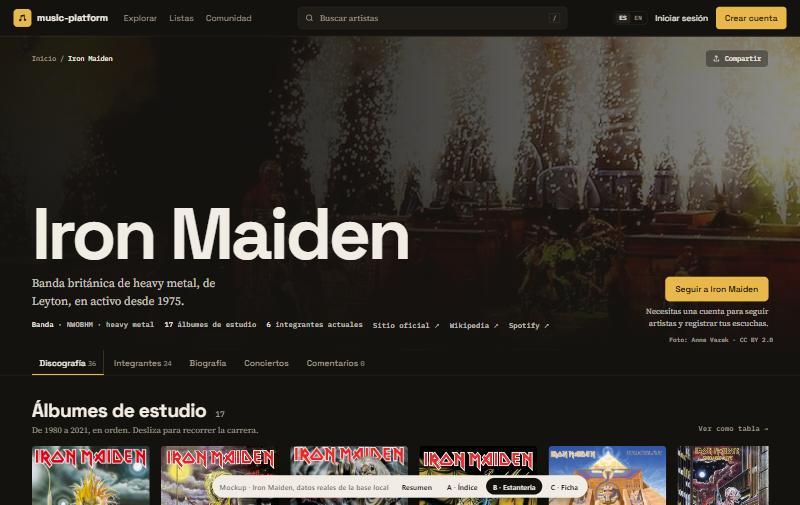 music-platform Explorar Listas Comunidad Buscar artistas / ES EN Iniciar sesión Crear cuenta
Inicio / Iron Maiden Compartir
Iron Maiden
Banda británica de heavy metal, de
Leyton, en activo desde 1975.
Seguir a Iron Maiden
Necesitas una cuenta para seguir
artistas y registrar tus escuchas.
Banda · NWOBHM · heavy metal 17 álbumes de estudio 6 integrantes actuales Sitio oficial ↗ Wikipedia ↗ Spotify ↗
Foto: Anna Varak · CC BY 2.0
Discografía 36 Integrantes 24 Biografía Conciertos Comentarios 0
Álbumes de estudio 17
De 1980 a 2021, en orden. Desliza para recorrer la carrera.
Ver como tabla →
IRON MAIDEN IRON MAIDEN IRON MAIDEN IRON MAIDEN IRON MAIDEN IRON MAIDEN
Mockup · Iron Maiden, datos reales de la base local Resumen A · Índice B · Estantería C · Ficha